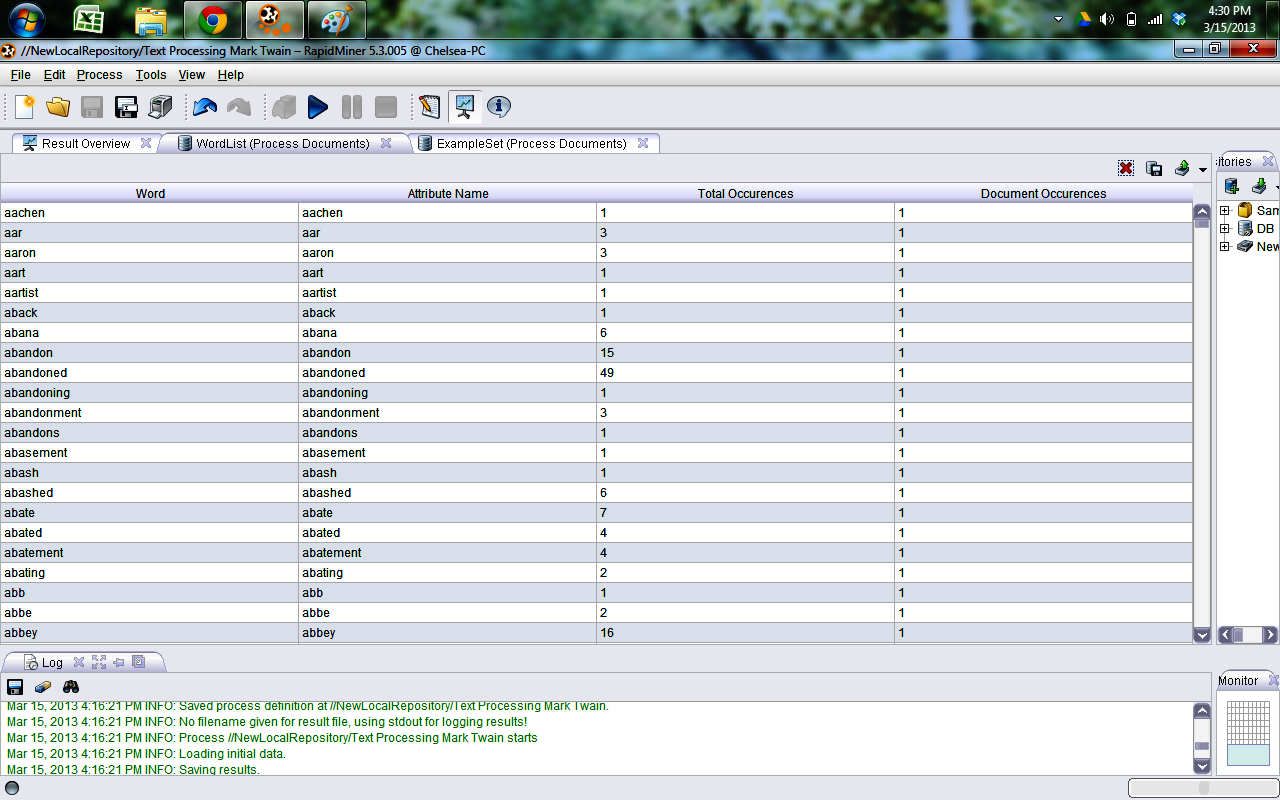 4:30 PM
3/15/2013
//NewLocalRepository/Text Processing Mark Twain – RapidMiner 5.3.005 @ Chelsea-PC
File Edit Process Tools View Help
Result Overview WordList (Process Documents) ExampleSet (Process Documents)
itories
Word Attribute Name Total Occurences Document Occurences
aachen aachen 1 1
aar aar 3 1
aaron aaron 3 1
aart aart 1 1
aartist aartist 1 1
aback aback 1 1
abana abana 6 1
abandon abandon 15 1
abandoned abandoned 49 1
abandoning abandoning 1 1
abandonment abandonment 3 1
abandons abandons 1 1
abasement abasement 1 1
abash abash 1 1
abashed abashed 6 1
abate abate 7 1
abated abated 4 1
abatement abatement 4 1
abating abating 2 1
abb abb 1 1
abbe abbe 2 1
abbey abbey 16 1
Sam
DB
New
Log
Mar 15, 2013 4:16:21 PM INFO: Saved process definition at //NewLocalRepository/Text Processing Mark Twain.
Mar 15, 2013 4:16:21 PM INFO: No filename given for result file, using stdout for logging results!
Mar 15, 2013 4:16:21 PM INFO: Process //NewLocalRepository/Text Processing Mark Twain starts
Mar 15, 2013 4:16:21 PM INFO: Loading initial data.
Mar 15, 2013 4:16:21 PM INFO: Saving results.
Monitor